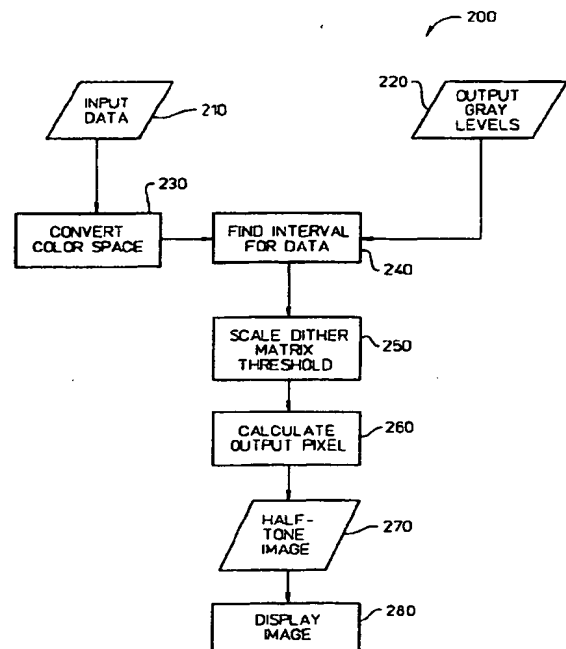 200
INPUT
DATA
210
220
OUTPUT
GRAY
LEVELS
230
CONVERT
COLOR SPACE
FIND INTERVAL
FOR DATA
240
SCALE DITHER
MATRIX
THRESHOLD
250
CALCULATE
OUTPUT PIXEL
260
HALF-
TONE
IMAGE
270
DISPLAY
IMAGE
280